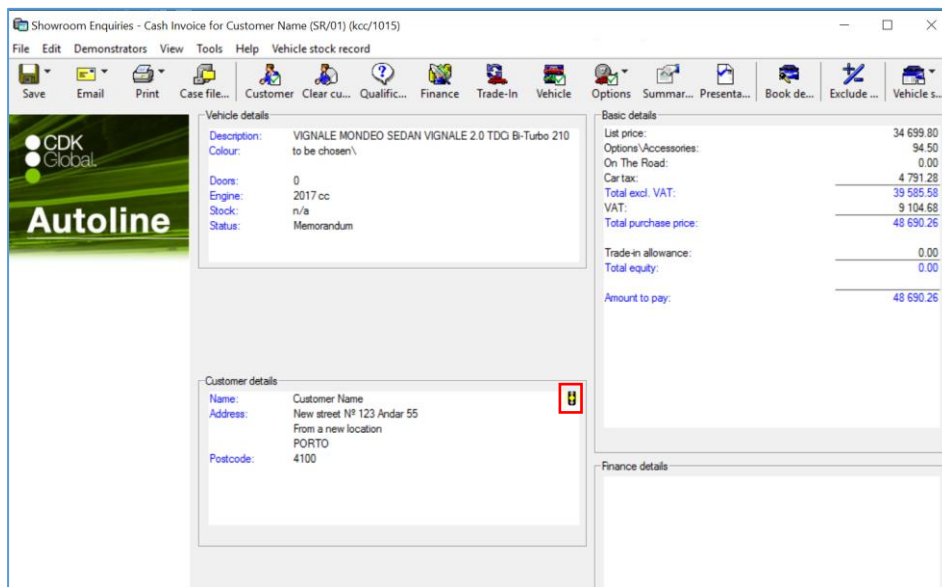 Showroom Enquiries - Cash Invoice for Customer Name (SR/01) (kcc/1015)
File Edit Demonstrators View Tools Help Vehicle stock record
Save Email Print Case file... Customer Clear cu... Qualific... Finance Trade-In Vehicle Options Summar... Presenta... Book de... Exclude ... Vehicle s...
CDK
Global.
Autoline
Vehicle details
Description: VIGNALE MONDEO SEDAN VIGNALE 2.0 TDCi Bi-Turbo 210
Colour: to be chosen\
Doors: 0
Engine: 2017 cc
Stock: n/a
Status: Memorandum
Customer details
Name: Customer Name
Address: New street Nº 123 Andar 55
From a new location
PORTO
Postcode: 4100
Basic details
List price: 34 699.80
Options\Accessories: 94.50
On The Road: 0.00
Car tax: 4 791.28
Total excl. VAT: 39 585.58
VAT: 9 104.68
Total purchase price: 48 690.26
Trade-in allowance: 0.00
Total equity: 0.00
Amount to pay: 48 690.26
Finance details